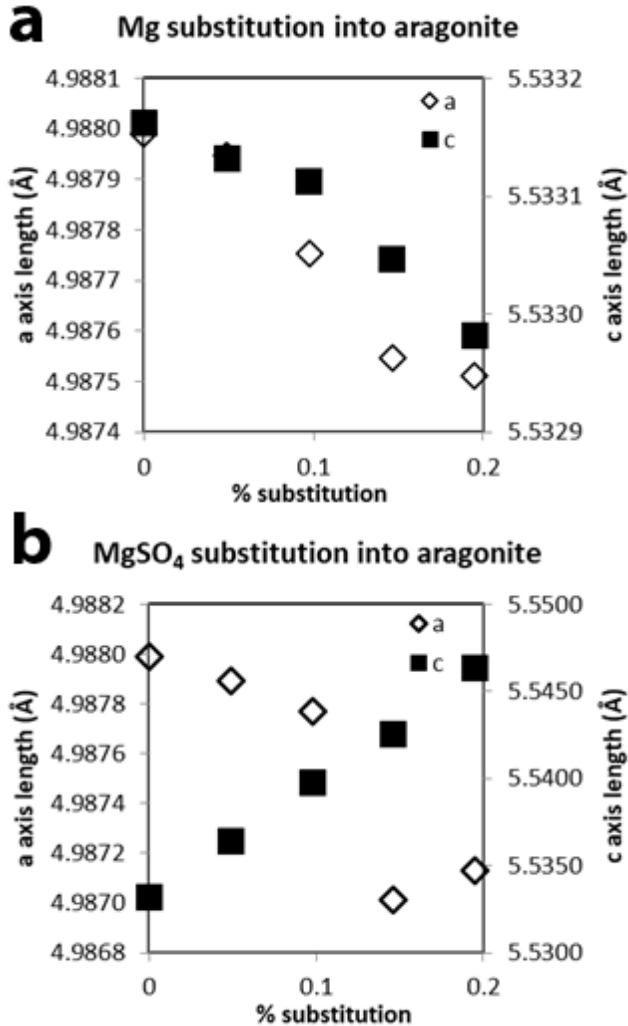 a
Mg substitution into aragonite
4.9881
4.9880
4.9879
4.9878
4.9877
4.9876
4.9875
4.9874
a axis length (Å)
5.5332
5.5331
5.5330
5.5329
c axis length (Å)
a
c
0
0.1
0.2
% substitution
b
MgSO₄ substitution into aragonite
4.9882
4.9880
4.9878
4.9876
4.9874
4.9872
4.9870
4.9868
a axis length (Å)
5.5500
5.5450
5.5400
5.5350
5.5300
c axis length (Å)
a
c
0
0.1
0.2
% substitution